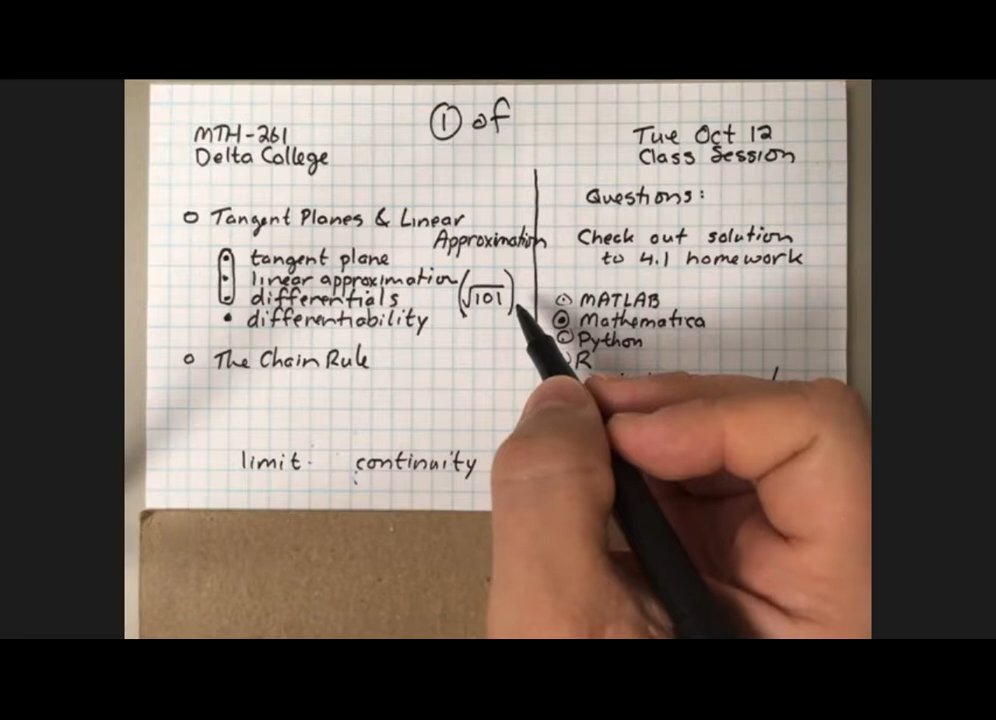 ① of
MTH-261
Delta College
Tue Oct 12
Class Session
o Tangent Planes & Linear
Approximation
• tangent plane
• linear approximation
• differentials (√101)
• differentiability
o The Chain Rule
limit continuity
Questions:
Check out solution
to 4.1 homework
MATLAB
Mathematica
Python
R